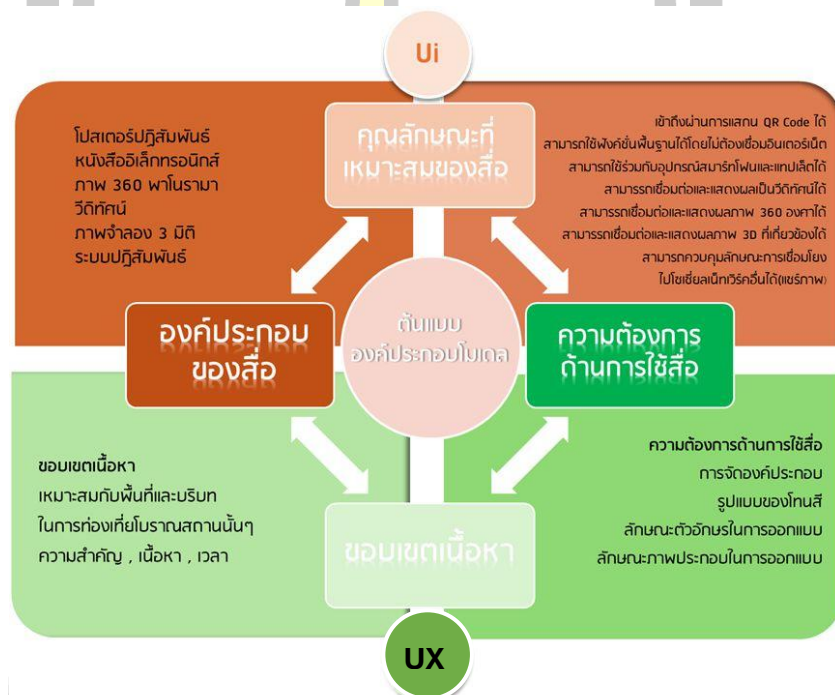 Ui
โปสเตอร์ปฎิสัมพันธ์
หนังสืออิเล็กทรอนิกส์
ภาพ 360 พาโนรามา
วีดิทัศน์
ภาพจำลอง 3 มิติ
ระบบปฎิสัมพันธ์
คุณลักษณะที่
เหมาะสมของสื่อ
เข้าถึงผ่านการแสกน QR Code ได้
สามารถใช้ฟังก์ชั่นพื้นฐานได้โดยไม่ต้องเชื่อมอินเตอร์เน็ต
สามารถใช้ร่วมกับอุปกรณ์สมาร์ทโฟนและแทปเล็ตได้
สามารรถเชื่อมต่อและแสดงผลเป็นวีดิทัศน์ได้
สามารรถเชื่อมต่อและแสดงผลภาพ 360 องศาได้
สามารรถเชื่อมต่อและแสดงผลภาพ 3D ที่เกี่ยวข้องได้
สามารถควบคุมลักษณะการเชื่อมโยง
ไปโซเชี่ยลเน็ทเวิร์คอื่นได้(แชร์ภาพ)
องค์ประกอบ
ของสื่อ
ต้นแบบ
องค์ประกอบโมเดล
ความต้องการ
ด้านการใช้สื่อ
ขอบเขตเนื้อหา
เหมาะสมกับพื้นที่และบริบท
ในการท่องเที่ยโบราณสถานนั้นๆ
ความสำคัญ , เนื้อหา , เวลา
ขอบเขตเนื้อหา
ความต้องการด้านการใช้สื่อ
การจัดองค์ประกอบ
รูปแบบของโทนสี
ลักษณะตัวอักษรในการออกแบบ
ลักษณะภาพประกอบในการออกแบบ
UX